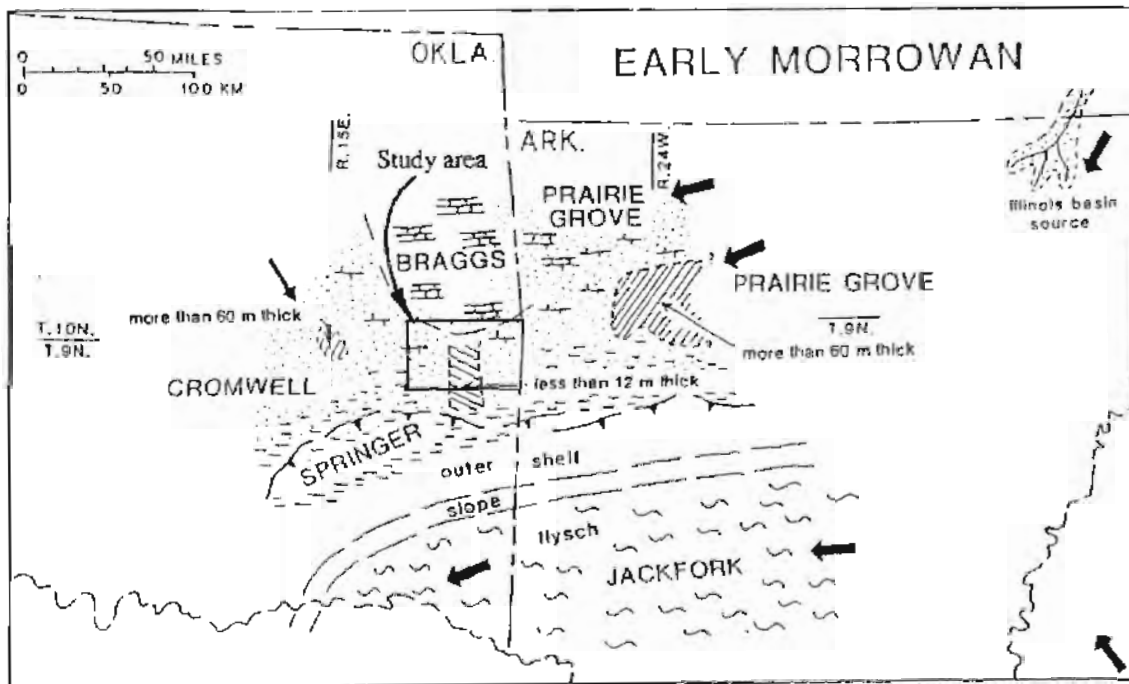 0 50 MILES
0 50 100 KM
OKLA.
EARLY MORROWAN
R.15E.
ARK.
R.24W.
Study area
PRAIRIE
GROVE
Illinois basin
source
BRAGGS
?
PRAIRIE GROVE
more than 60 m thick
T.10N.
T.9N.
T.9N.
more than 60 m thick
CROMWELL
less than 12 m thick
SPRINGER
outer shelf
slope
flysch
JACKFORK